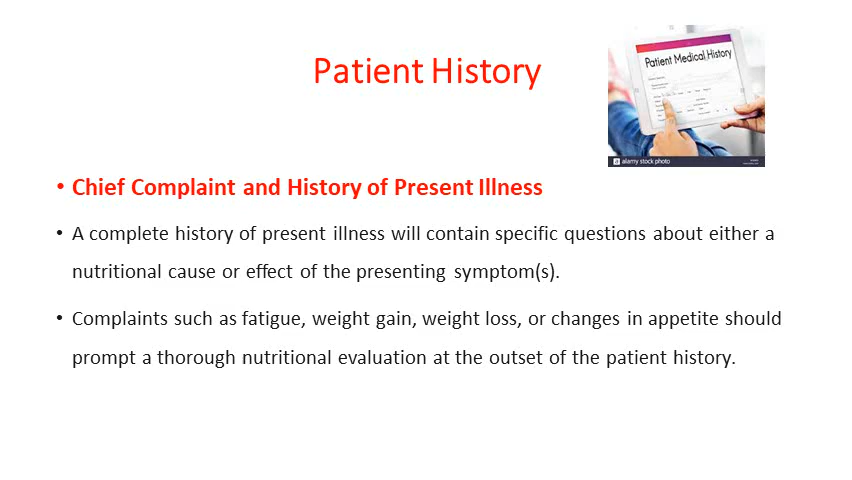 Patient History
Patient Medical History
alamy stock photo
• Chief Complaint and History of Present Illness
• A complete history of present illness will contain specific questions about either a
nutritional cause or effect of the presenting symptom(s).
• Complaints such as fatigue, weight gain, weight loss, or changes in appetite should
prompt a thorough nutritional evaluation at the outset of the patient history.